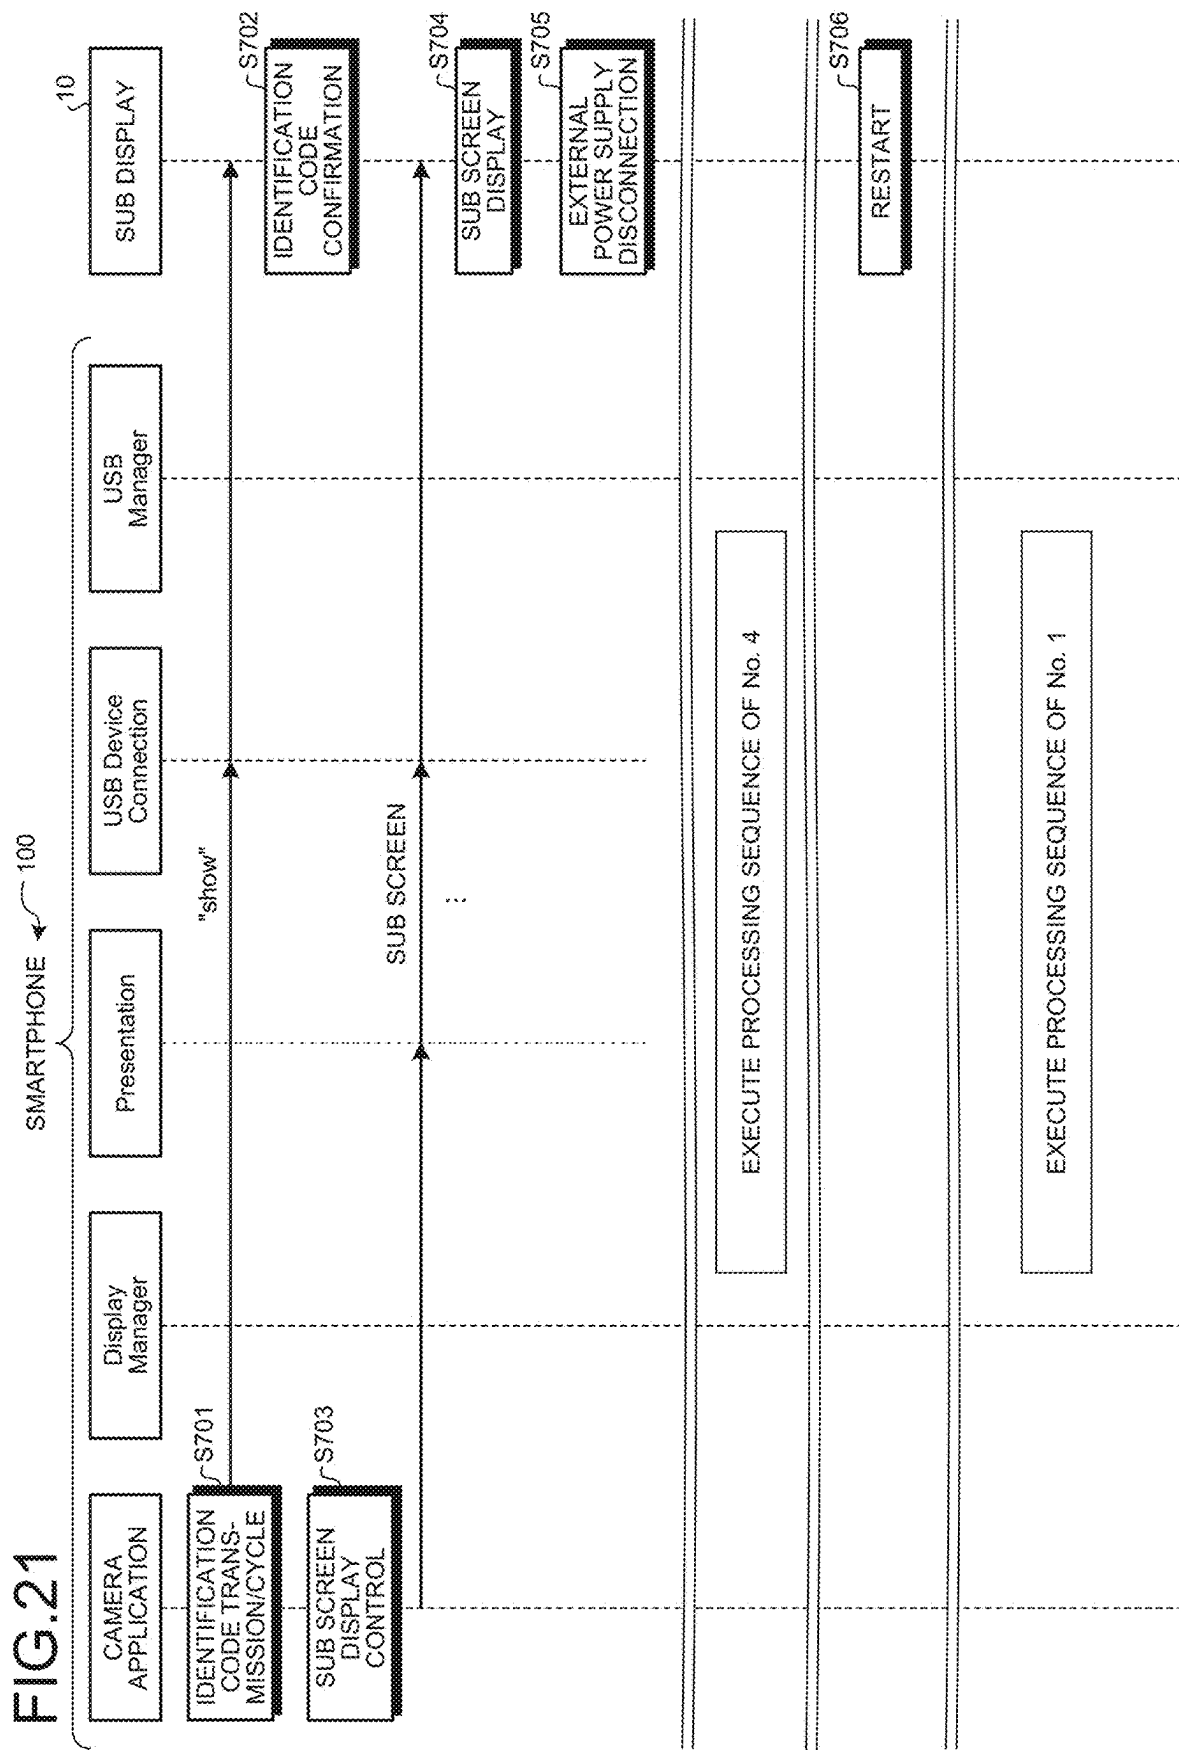 FIG.21
SMARTPHONE
100
CAMERA
APPLICATION
Display
Manager
Presentation
USB Device
Connection
USB
Manager
SUB DISPLAY
10
IDENTIFICATION
CODE TRANS-
MISSION/CYCLE
S701
"show"
IDENTIFICATION
CODE
CONFIRMATION
S702
SUB SCREEN
DISPLAY
CONTROL
S703
SUB SCREEN
...
SUB SCREEN
DISPLAY
S704
EXTERNAL
POWER SUPPLY
DISCONNECTION
S705
EXECUTE PROCESSING SEQUENCE OF No. 4
RESTART
S706
EXECUTE PROCESSING SEQUENCE OF No. 1